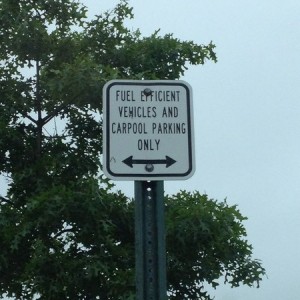 FUEL EFFICIENT
VEHICLES AND
CARPOOL PARKING
ONLY